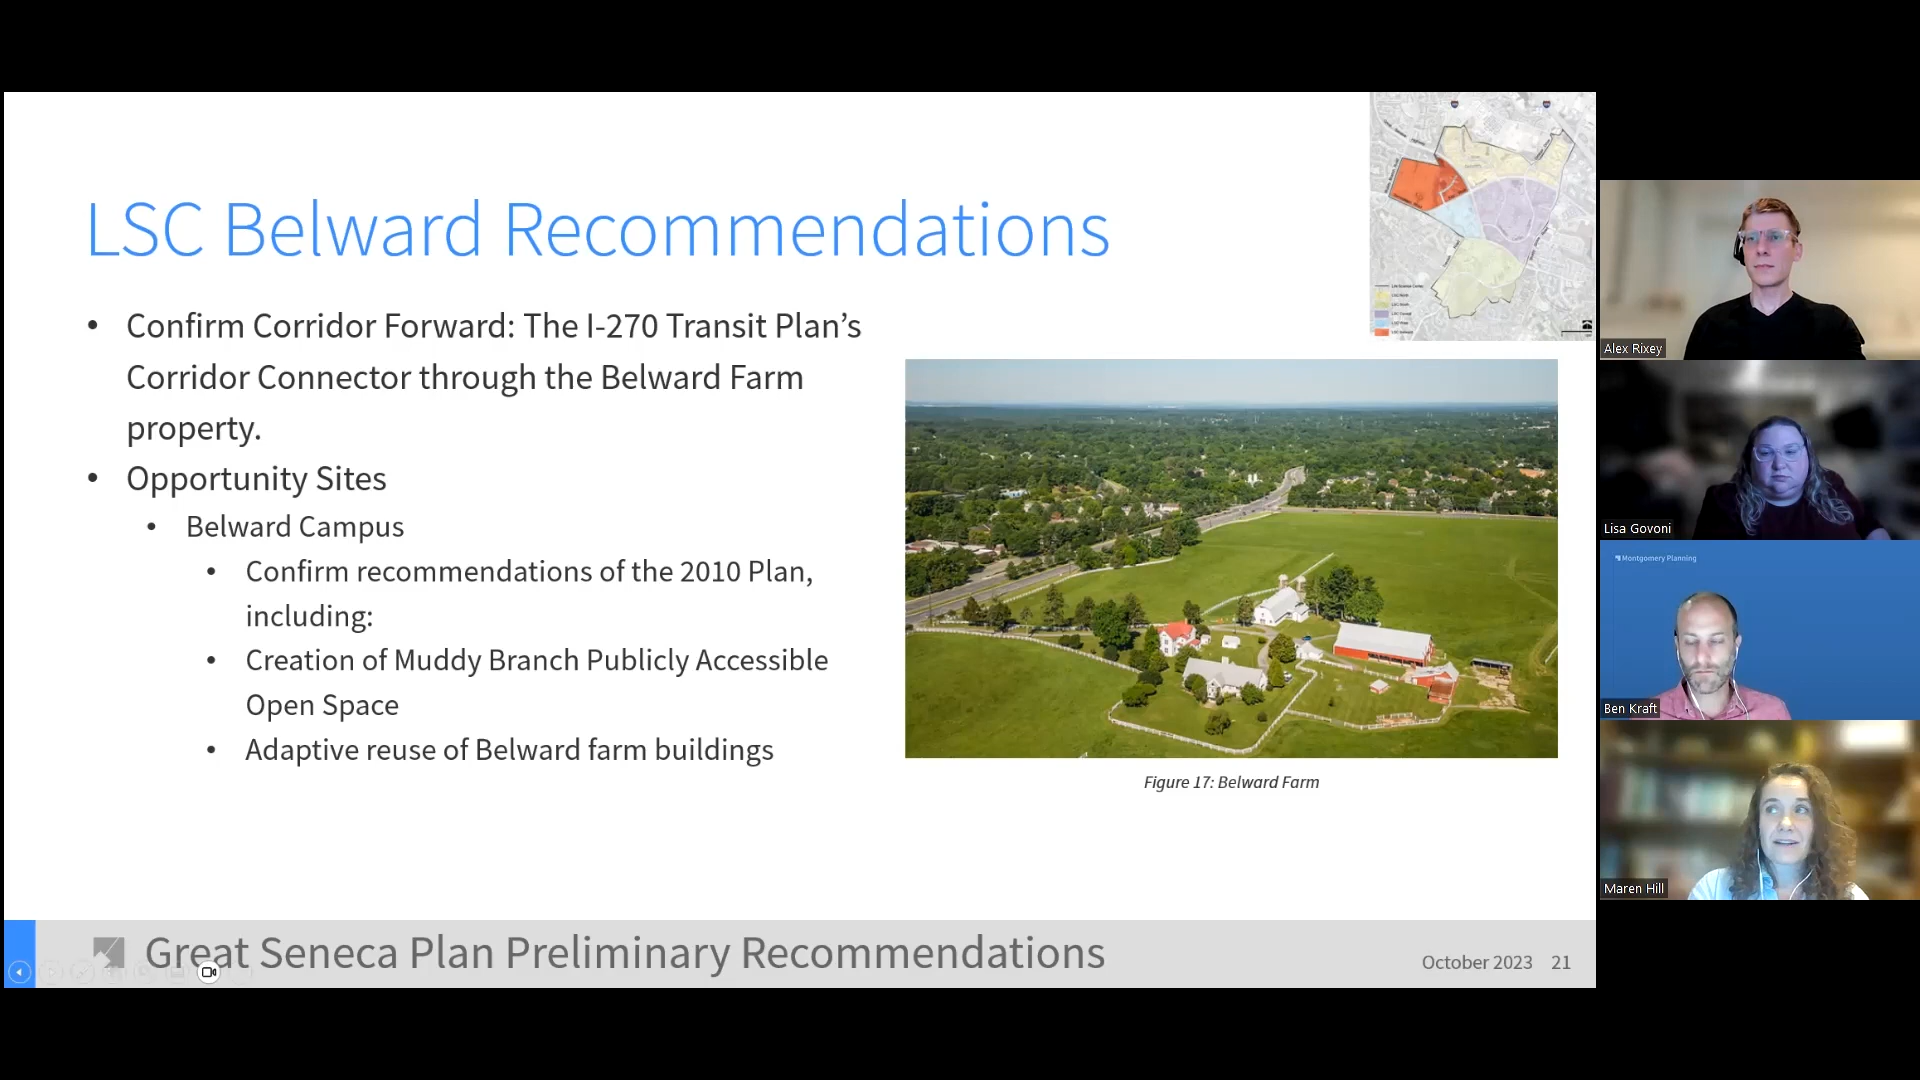 LSC Belward Recommendations
• Confirm Corridor Forward: The I-270 Transit Plan’s
Corridor Connector through the Belward Farm
property.
• Opportunity Sites
• Belward Campus
• Confirm recommendations of the 2010 Plan,
including:
• Creation of Muddy Branch Publicly Accessible
Open Space
• Adaptive reuse of Belward farm buildings
Figure 17: Belward Farm
Great Seneca Plan Preliminary Recommendations
October 2023 21
Alex Rixey
Lisa Govoni
Montgomery Planning
Ben Kraft
Maren Hill